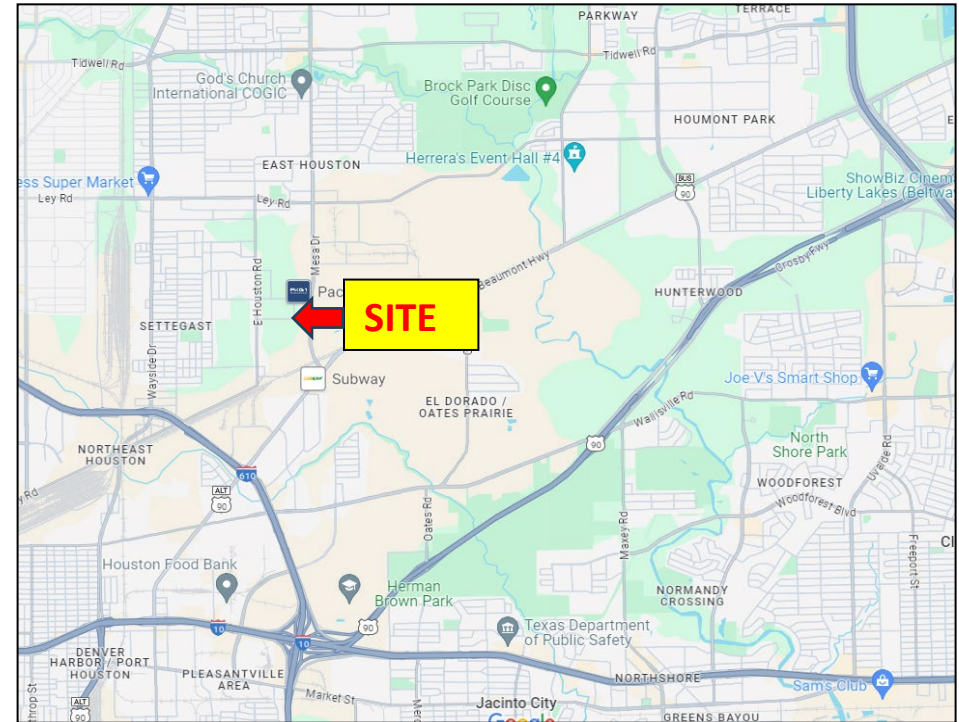 PARKWAY
TERRACE
Tidwell Rd
Tidwell Rd
God's Church
International COGIC
Brock Park Disc
Golf Course
HOUMONT PARK
EAST HOUSTON
Herrera's Event Hall #4
BUS
90
ess Super Market
Ley Rd
Ley Rd
ShowBiz Cinem
Liberty Lakes (Beltwa
Mesa Dr
E Houston Rd
Beaumont Hwy
Crosby Fwy
Pac
HUNTERWOOD
SITE
SETTEGAST
Wayside Dr
Subway
Joe V's Smart Shop
EL DORADO /
OATES PRAIRIE
Wallisville Rd
90
North
Shore Park
NORTHEAST
HOUSTON
610
Uvalde Rd
WOODFOREST
Woodforest Blvd
ALT
90
Oates Rd
Maxey Rd
Freeport St
Cl
Houston Food Bank
Herman
Brown Park
NORMANDY
CROSSING
90
Texas Department
of Public Safety
10
10
DENVER
HARBOR / PORT
HOUSTON
PLEASANTVILLE
AREA
NORTHSHORE
Sam's Club
Market St
Jacinto City
ALT
90
Google
GREENS BAYOU